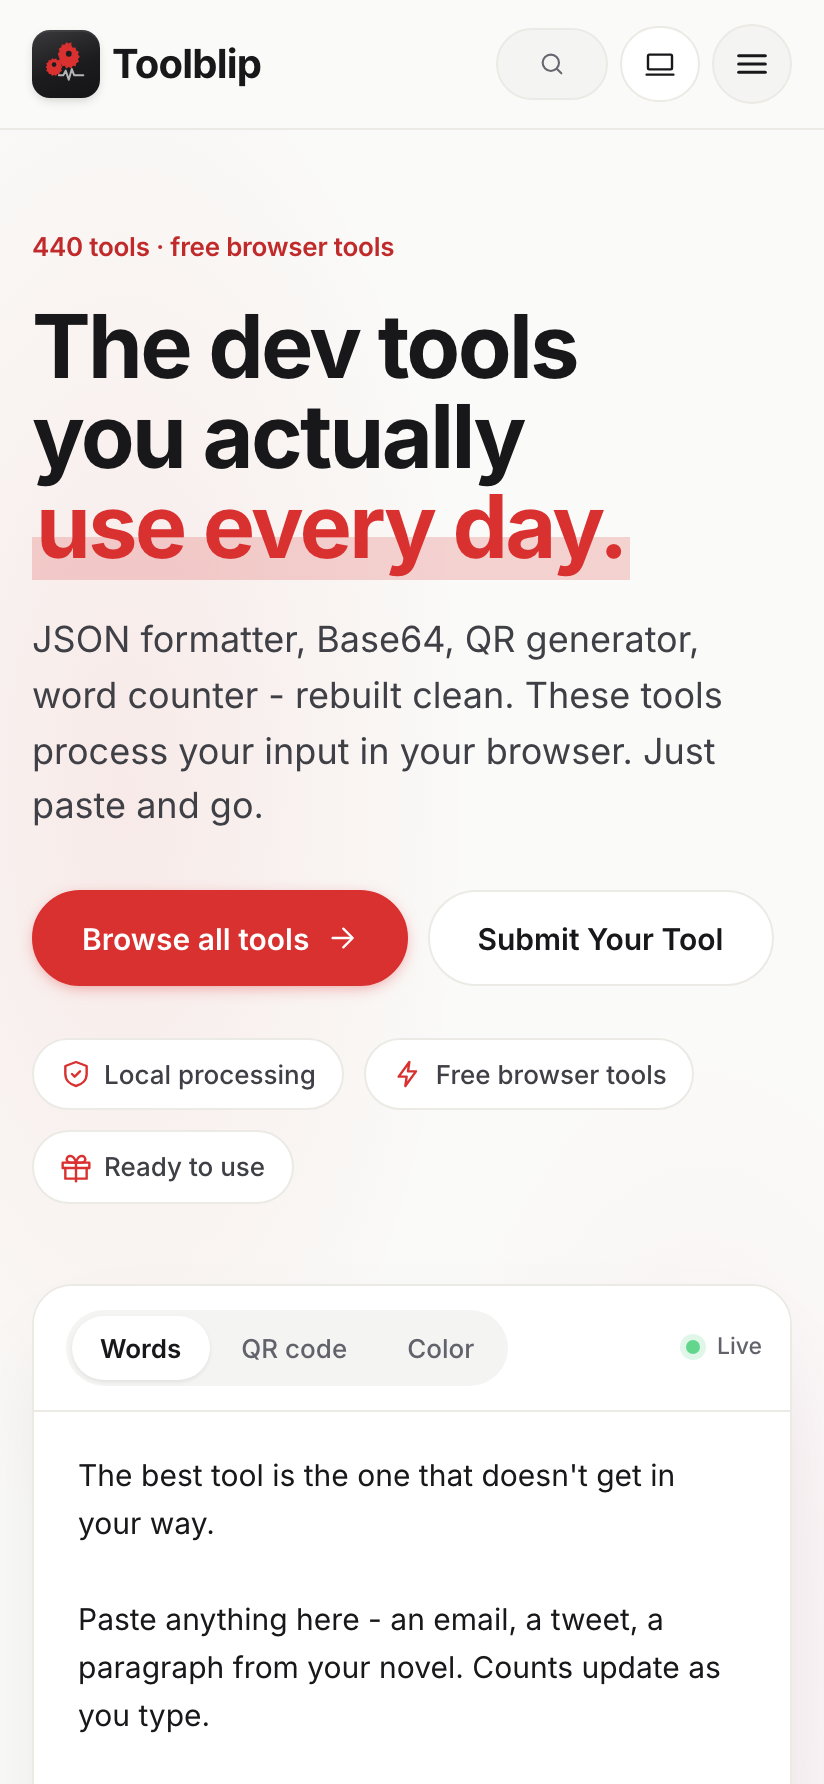 Toolblip
440 tools · free browser tools
The dev tools
you actually
use every day.
JSON formatter, Base64, QR generator,
word counter - rebuilt clean. These tools
process your input in your browser. Just
paste and go.
Browse all tools
Submit Your Tool
Local processing
Free browser tools
Ready to use
Words
QR code
Color
Live
The best tool is the one that doesn't get in
your way.
Paste anything here - an email, a tweet, a
paragraph from your novel. Counts update as
you type.